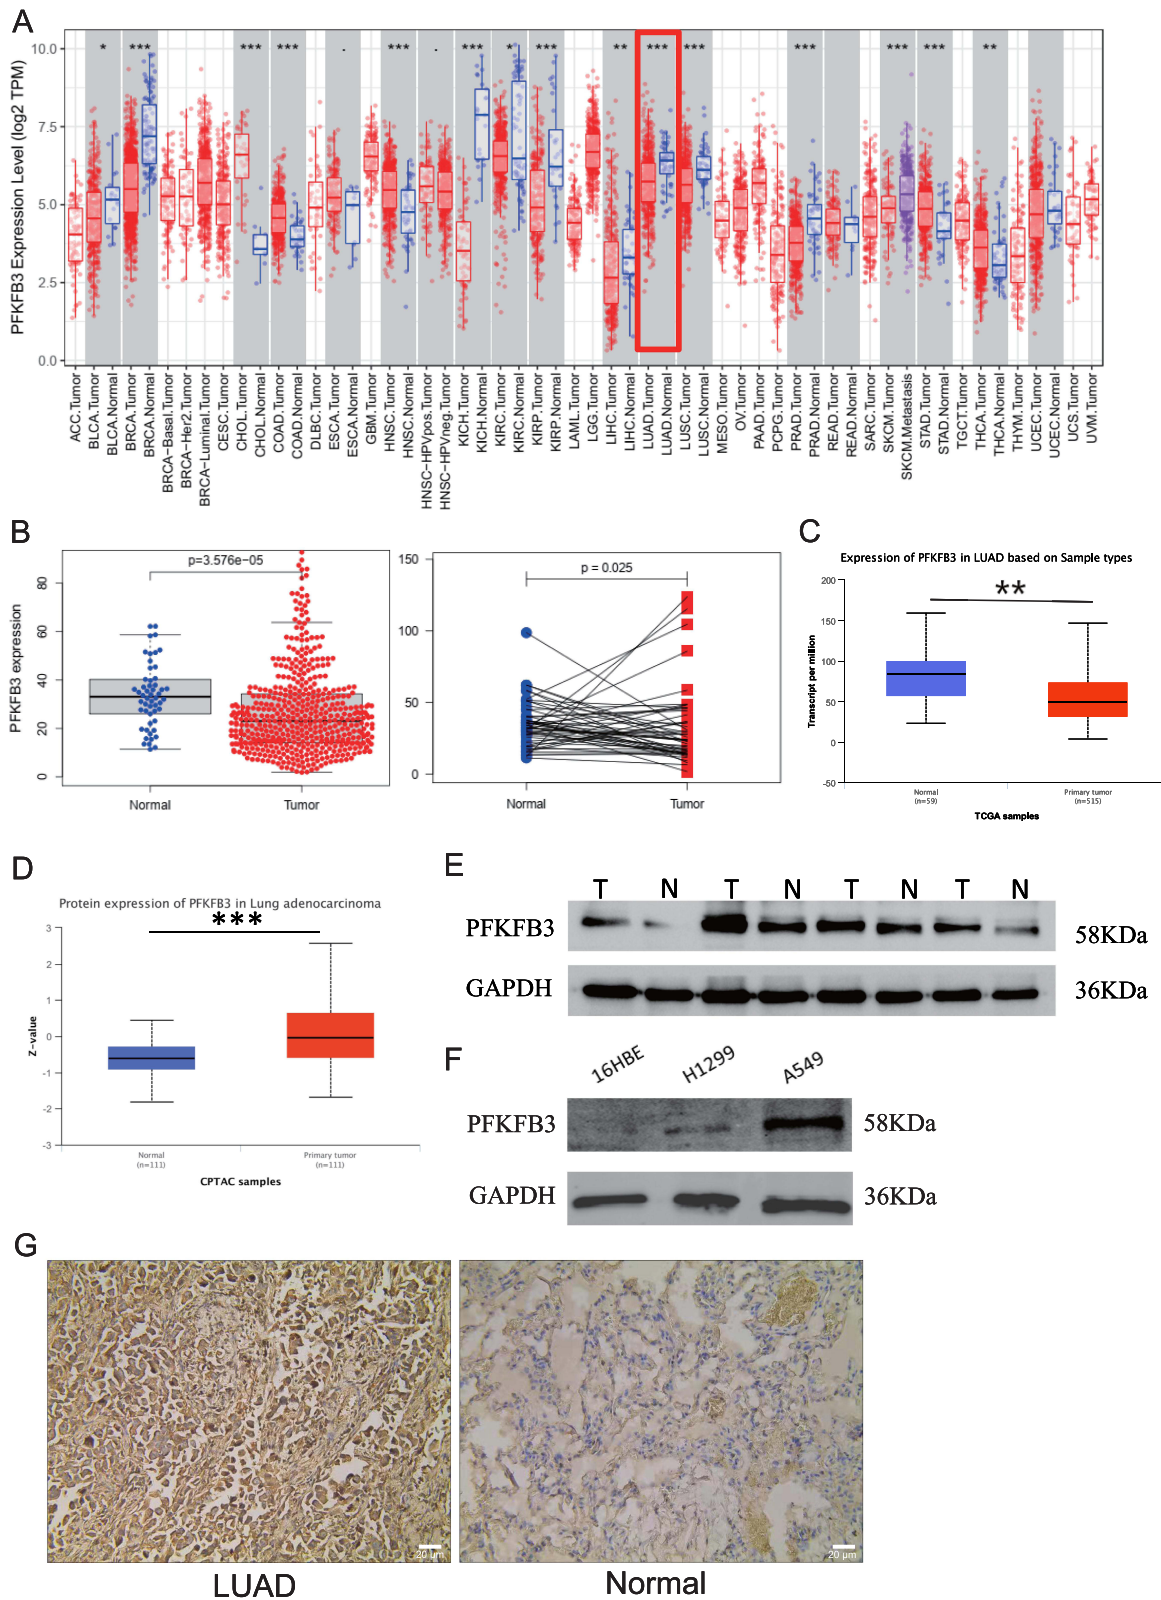 A
PFKFB3 Expression Level (log2 TPM)
* *** *** *** . *** . *** * *** ** *** *** *** *** *** **
10.0
7.5
5.0
2.5
0.0
ACC.Tumor
BLCA.Tumor
BLCA.Normal
BRCA.Tumor
BRCA.Normal
BRCA-Basal.Tumor
BRCA-Her2.Tumor
BRCA-Luminal.Tumor
CESC.Tumor
CHOL.Tumor
CHOL.Normal
COAD.Tumor
COAD.Normal
DLBC.Tumor
ESCA.Tumor
ESCA.Normal
GBM.Tumor
HNSC.Tumor
HNSC.Normal
HNSC-HPVpos.Tumor
HNSC-HPVneg.Tumor
KICH.Tumor
KICH.Normal
KIRC.Tumor
KIRC.Normal
KIRP.Tumor
KIRP.Normal
LAML.Tumor
LGG.Tumor
LIHC.Tumor
LIHC.Normal
LUAD.Tumor
LUAD.Normal
LUSC.Tumor
LUSC.Normal
MESO.Tumor
OV.Tumor
PAAD.Tumor
PCPG.Tumor
PRAD.Tumor
PRAD.Normal
READ.Tumor
READ.Normal
SARC.Tumor
SKCM.Tumor
SKCM.Metastasis
STAD.Tumor
STAD.Normal
TGCT.Tumor
THCA.Tumor
THCA.Normal
THYM.Tumor
UCEC.Tumor
UCEC.Normal
UCS.Tumor
UVM.Tumor
B
PFKFB3 expression
80
60
40
20
0
p=3.576e-05
Normal Tumor
150
100
50
0
p = 0.025
Normal Tumor
C
Expression of PFKFB3 in LUAD based on Sample types
**
Transcript per million
200
150
100
50
0
-50
Normal
(n=59)
Primary tumor
(n=515)
TCGA samples
D
Protein expression of PFKFB3 in Lung adenocarcinoma
***
Z-value
3
2
1
0
-1
-2
-3
Normal
(n=111)
Primary tumor
(n=111)
CPTAC samples
E
T N T N T N T N
PFKFB3 58KDa
GAPDH 36KDa
F
16HBE H1299 A549
PFKFB3 58KDa
GAPDH 36KDa
G
20 μm
20 μm
LUAD Normal